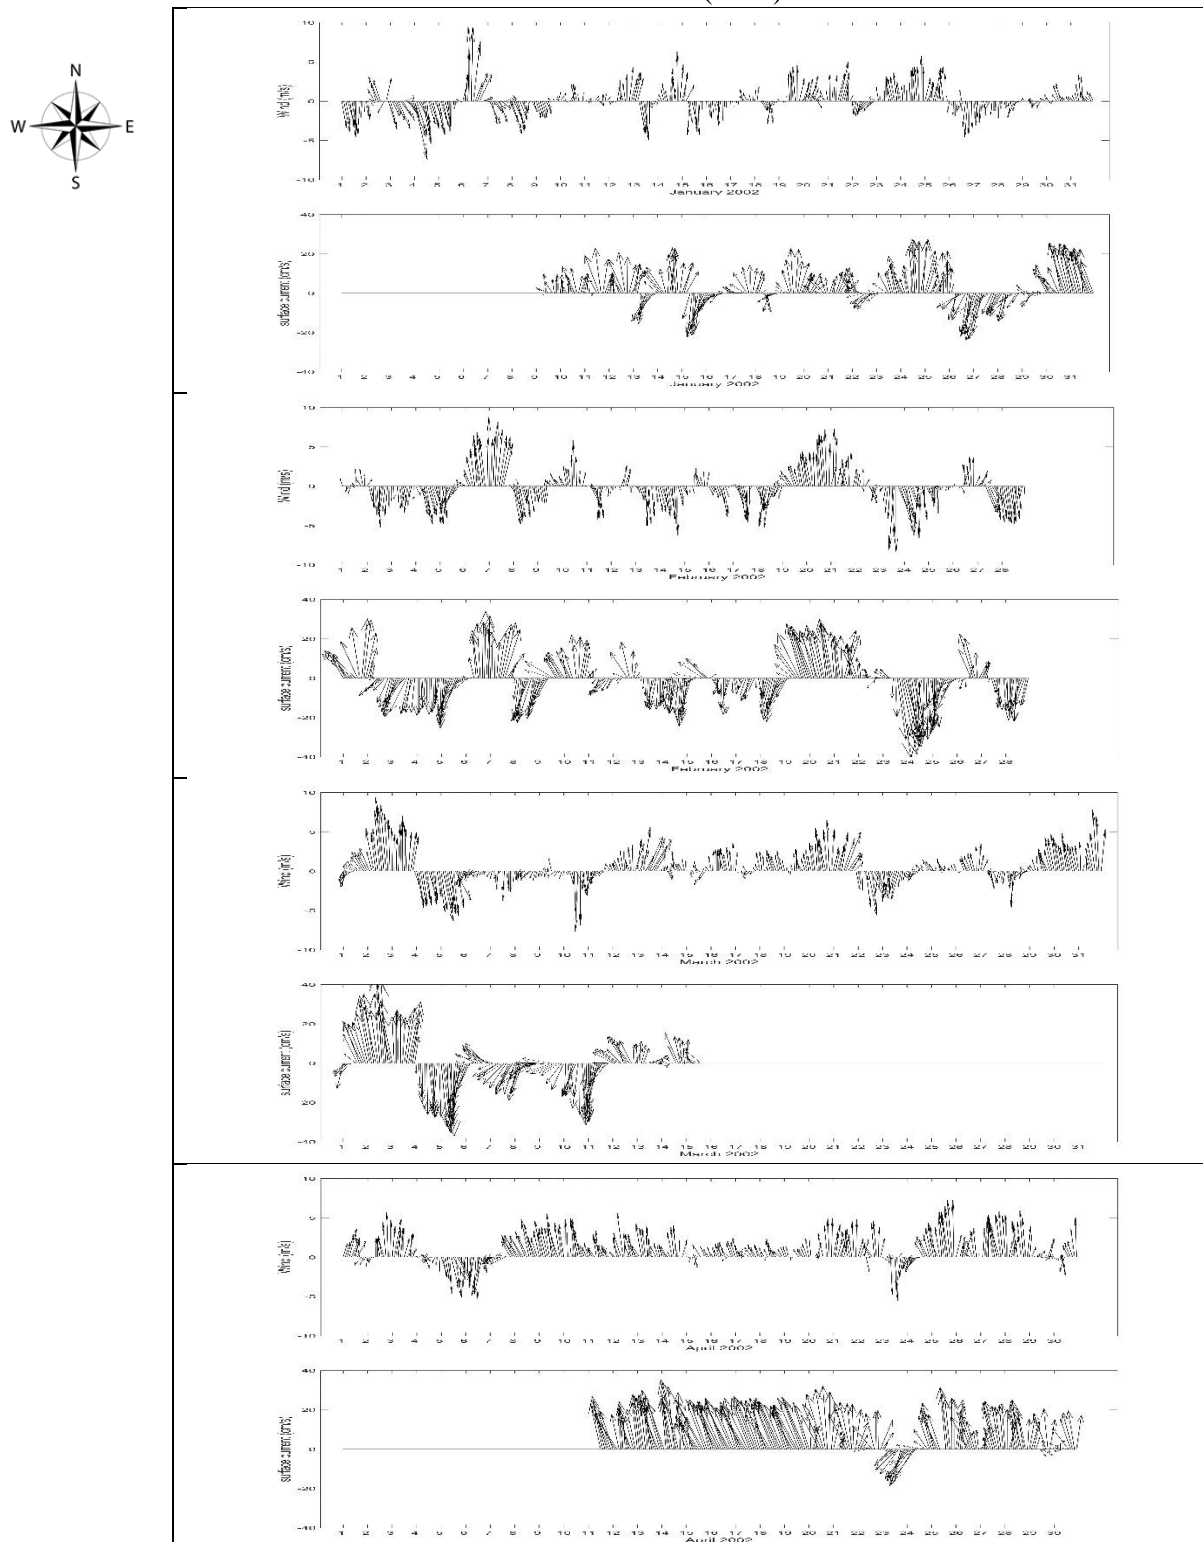 N
W E
S
10
5
0
-5
-10
Wind (m/s)
1 2 3 4 5 6 7 8 9 10 11 12 13 14 15 16 17 18 19 20 21 22 23 24 25 26 27 28 29 30 31
January 2002
40
20
0
-20
-40
surface current (cm/s)
1 2 3 4 5 6 7 8 9 10 11 12 13 14 15 16 17 18 19 20 21 22 23 24 25 26 27 28 29 30 31
January 2002
10
5
0
-5
-10
Wind (m/s)
1 2 3 4 5 6 7 8 9 10 11 12 13 14 15 16 17 18 19 20 21 22 23 24 25 26 27 28
February 2002
40
20
0
-20
-40
surface current (cm/s)
1 2 3 4 5 6 7 8 9 10 11 12 13 14 15 16 17 18 19 20 21 22 23 24 25 26 27 28
February 2002
10
5
0
-5
-10
Wind (m/s)
1 2 3 4 5 6 7 8 9 10 11 12 13 14 15 16 17 18 19 20 21 22 23 24 25 26 27 28 29 30 31
March 2002
40
20
0
-20
-40
surface current (cm/s)
1 2 3 4 5 6 7 8 9 10 11 12 13 14 15 16 17 18 19 20 21 22 23 24 25 26 27 28 29 30 31
March 2002
10
5
0
-5
-10
Wind (m/s)
1 2 3 4 5 6 7 8 9 10 11 12 13 14 15 16 17 18 19 20 21 22 23 24 25 26 27 28 29 30
April 2002
40
20
0
-20
-40
surface current (cm/s)
1 2 3 4 5 6 7 8 9 10 11 12 13 14 15 16 17 18 19 20 21 22 23 24 25 26 27 28 29 30
April 2002